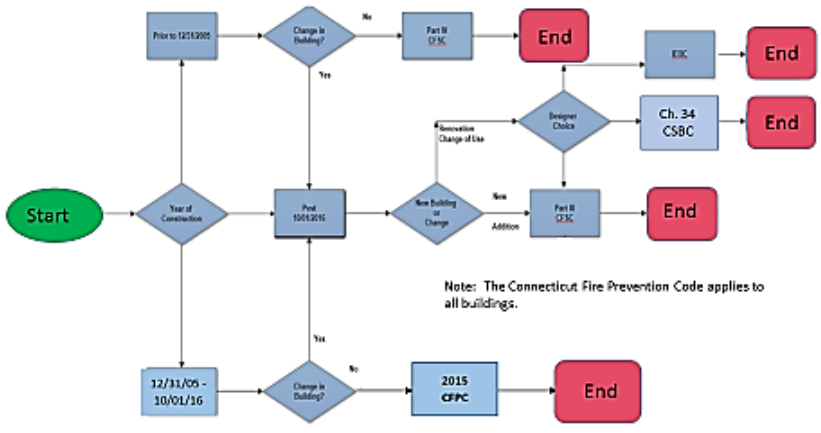 Prior to 12/31/2005
Change in
Building?
No
Part IV
CFSC
End
Yes
IEBC
End
Designer
Choice
Ch. 34
CSBC
End
Renovation
Change of Use
Start
Year of
Construction
Post
10/01/2016
New Building
or
Change
New
Addition
Part III
CFSC
End
Note: The Connecticut Fire Prevention Code applies to
all buildings.
Yes
12/31/05 -
10/01/16
Change in
Building?
No
2015
CFPC
End